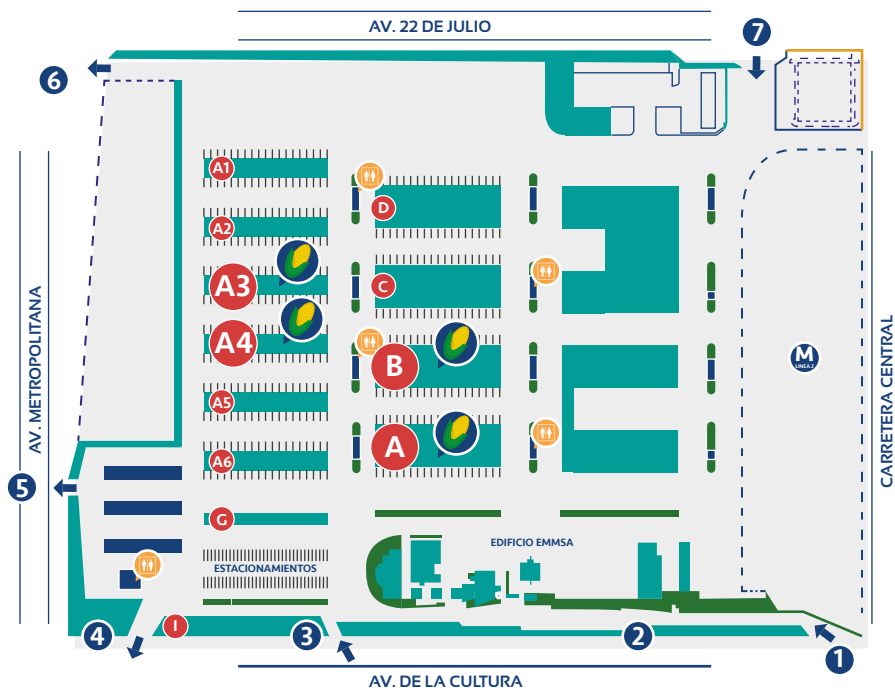 AV. 22 DE JULIO
7
6
A1
D
A2
A3
C
A4
B
M
LINEA 2
A5
A
A6
G
5
AV. METROPOLITANA
CARRETERA CENTRAL
EDIFICIO EMMSA
ESTACIONAMIENTOS
I
4
3
2
1
AV. DE LA CULTURA